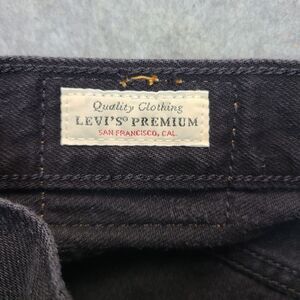 Quality Clothing
LEVI'S® PREMIUM
SAN FRANCISCO, CAL.